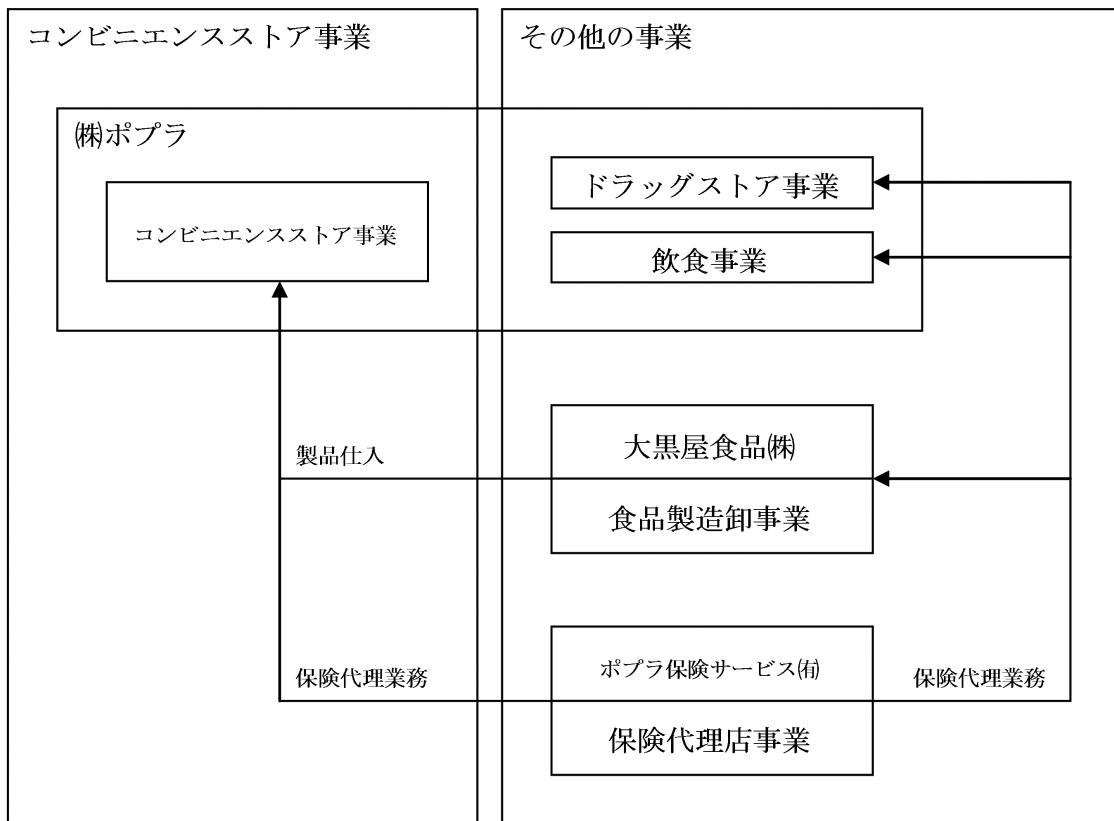 コンビニエンスストア事業
その他の事業
㈱ポプラ
コンビニエンスストア事業
ドラッグストア事業
飲食事業
製品仕入
大黒屋食品㈱
食品製造卸事業
保険代理業務
ポプラ保険サービス㈲
保険代理店事業
保険代理業務